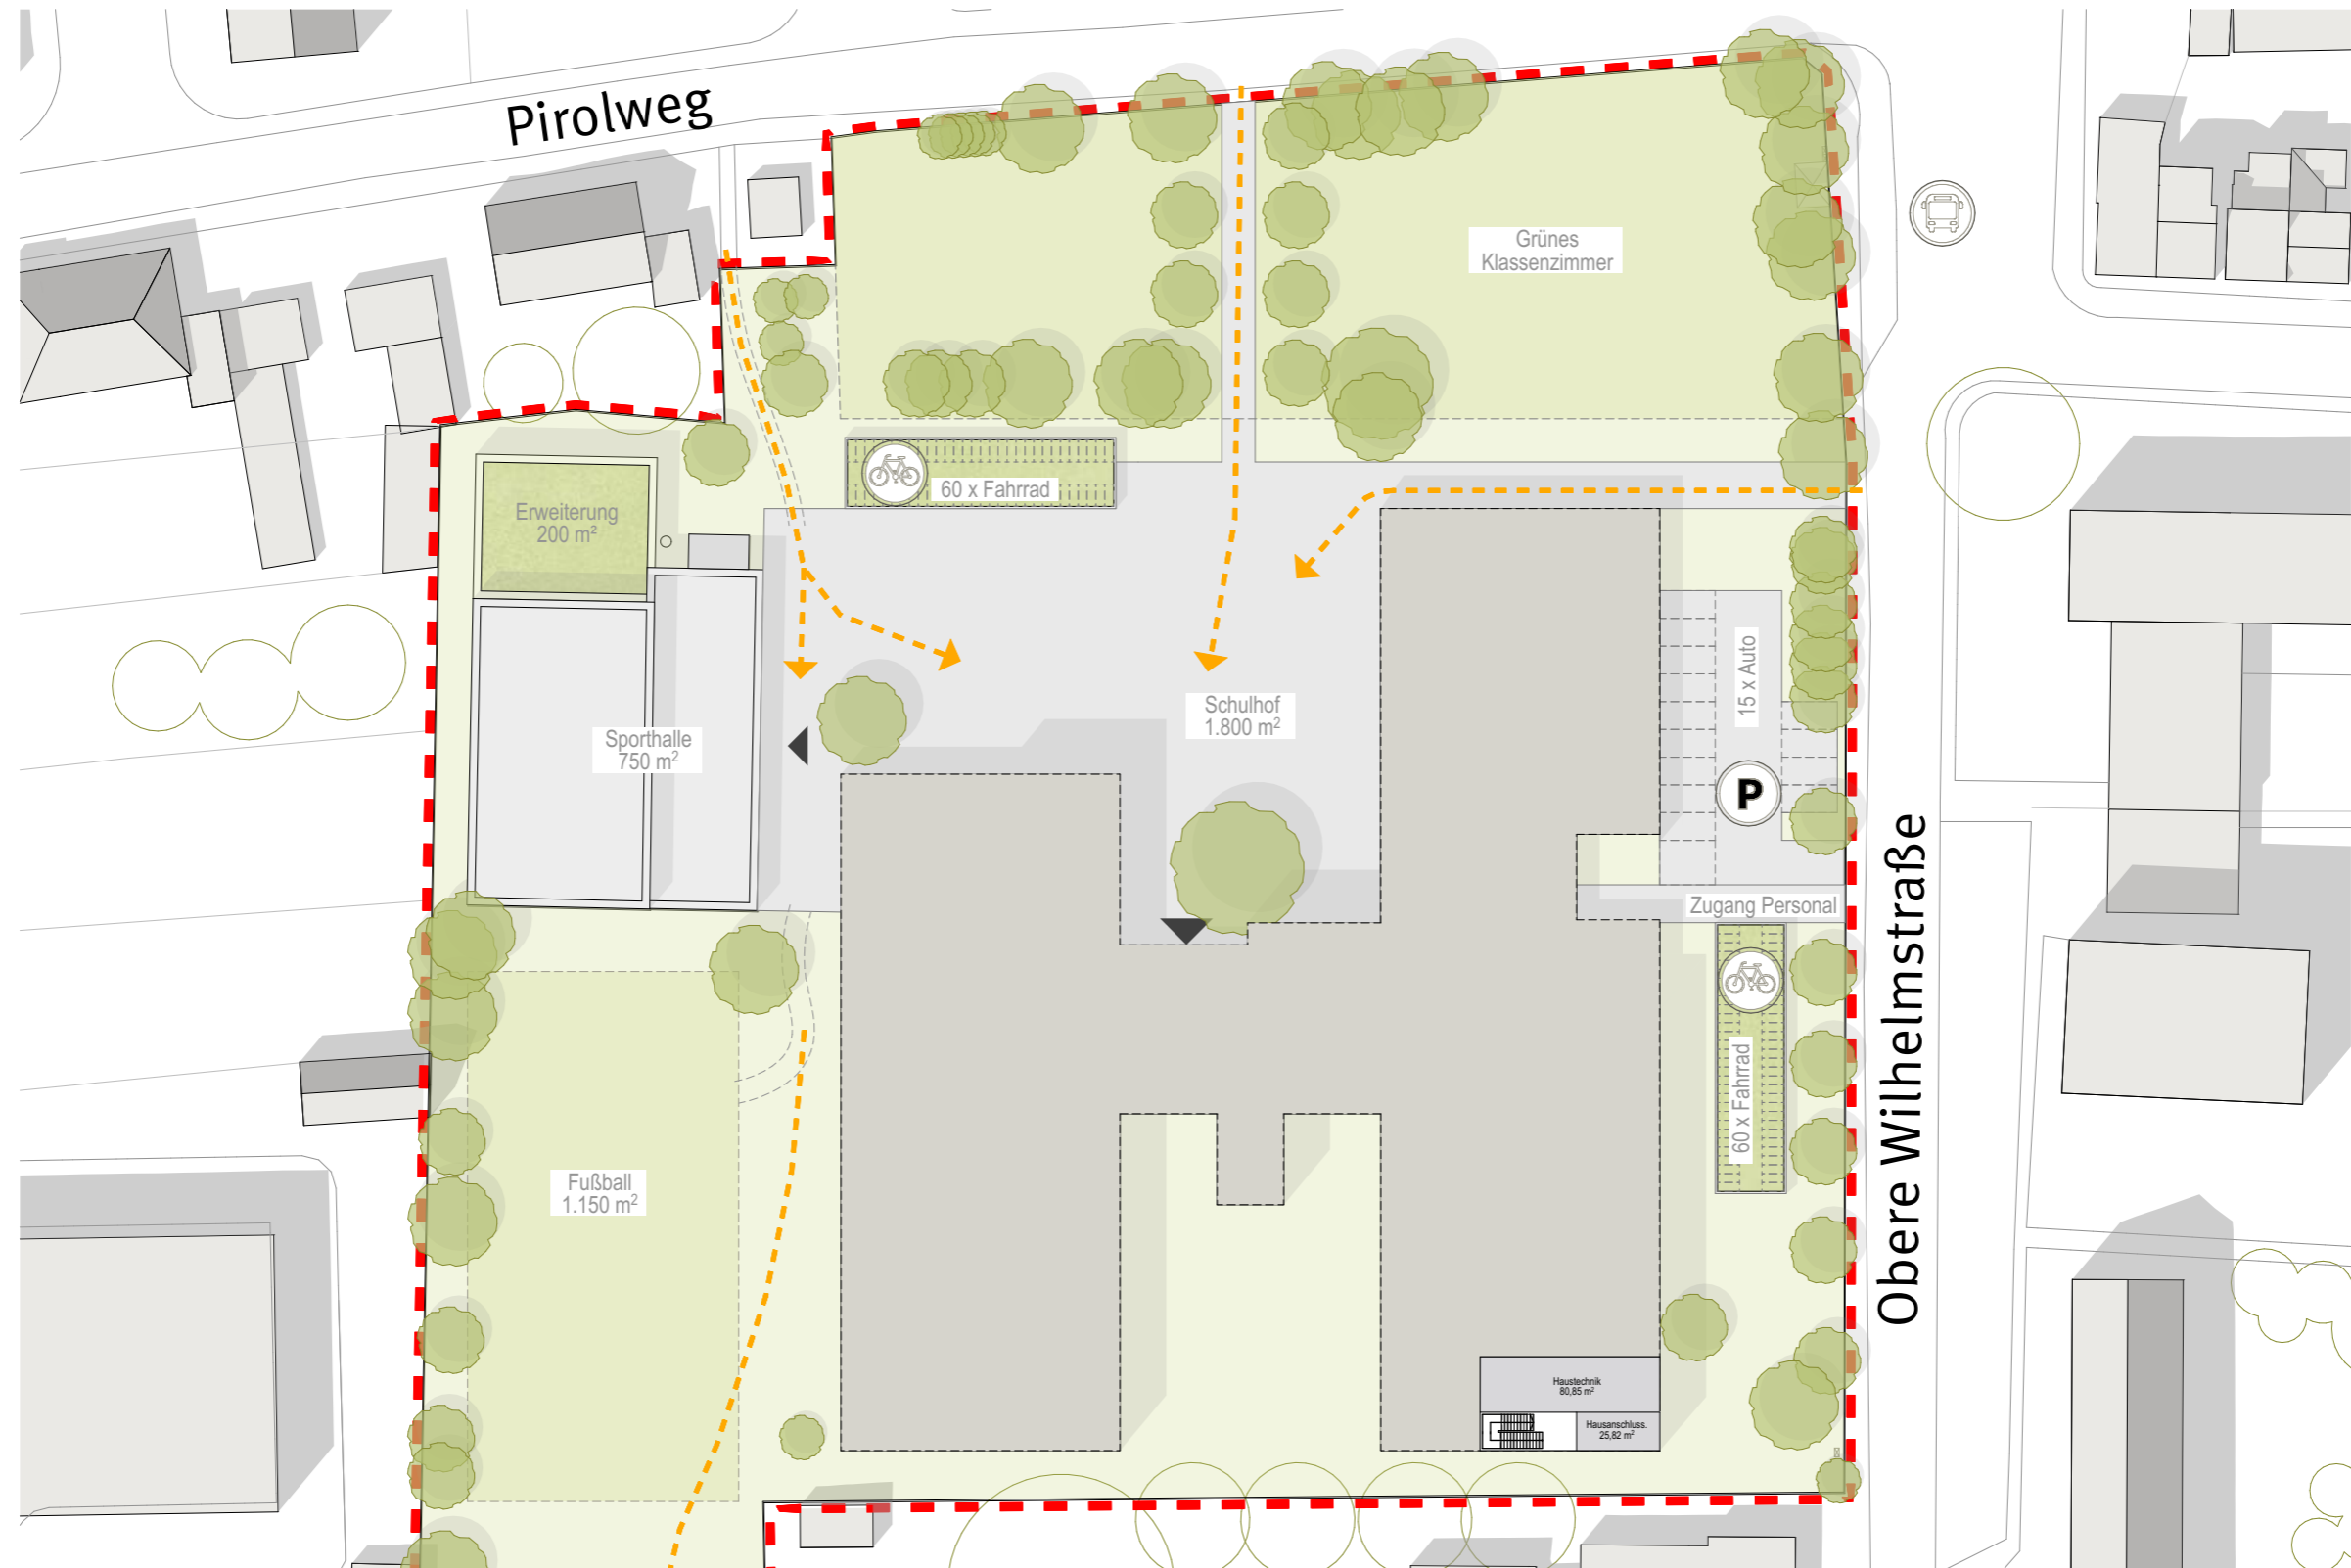 Pirolweg
Grünes
Klassenzimmer
60 x Fahrrad
Erweiterung
200 m²
15 x Auto
Schulhof
1.800 m²
Sporthalle
750 m²
P
Zugang Personal
Obere Wilhelmstraße
60 x Fahrrad
Fußball
1.150 m²
Haustechnik
80,85 m²
Hausanschluss.
25,82 m²